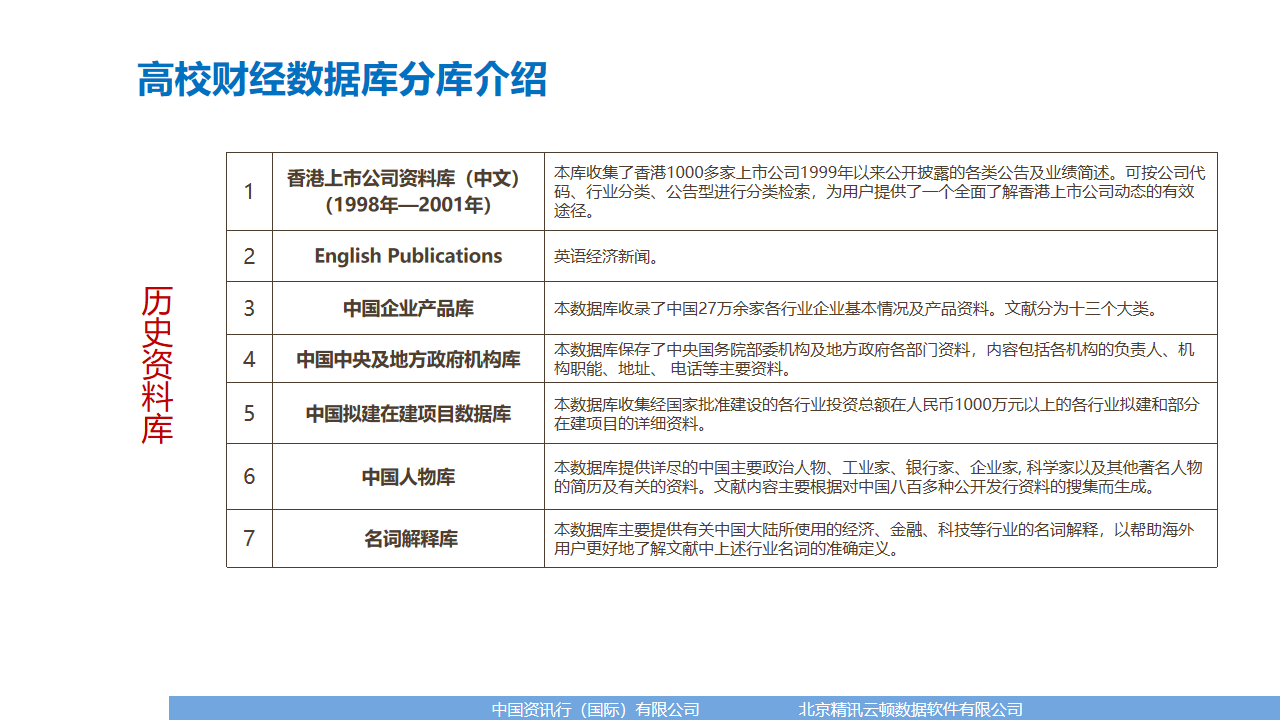 高校财经数据库分库介绍
历史资料库
1
香港上市公司资料库（中文）
（1998年—2001年）
本库收集了香港1000多家上市公司1999年以来公开披露的各类公告及业绩简述。可按公司代
码、行业分类、公告型进行分类检索，为用户提供了一个全面了解香港上市公司动态的有效
途径。
2
English Publications
英语经济新闻。
3
中国企业产品库
本数据库收录了中国27万余家各行业企业基本情况及产品资料。文献分为十三个大类。
4
中国中央及地方政府机构库
本数据库保存了中央国务院部委机构及地方政府各部门资料，内容包括各机构的负责人、机
构职能、地址、 电话等主要资料。
5
中国拟建在建项目数据库
本数据库收集经国家批准建设的各行业投资总额在人民币1000万元以上的各行业拟建和部分
在建项目的详细资料。
6
中国人物库
本数据库提供详尽的中国主要政治人物、工业家、银行家、企业家, 科学家以及其他著名人物
的简历及有关的资料。文献内容主要根据对中国八百多种公开发行资料的搜集而生成。
7
名词解释库
本数据库主要提供有关中国大陆所使用的经济、金融、科技等行业的名词解释，以帮助海外
用户更好地了解文献中上述行业名词的准确定义。
中国资讯行（国际）有限公司 北京精讯云顿数据软件有限公司